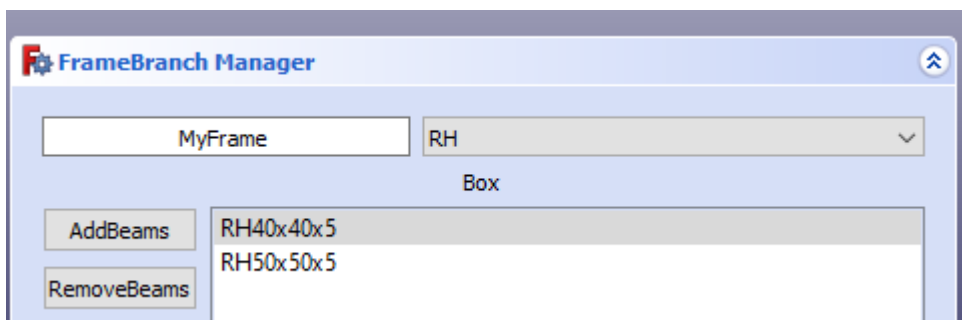 FrameBranch Manager
MyFrame
RH
Box
AddBeams
RH40x40x5
RH50x50x5
RemoveBeams